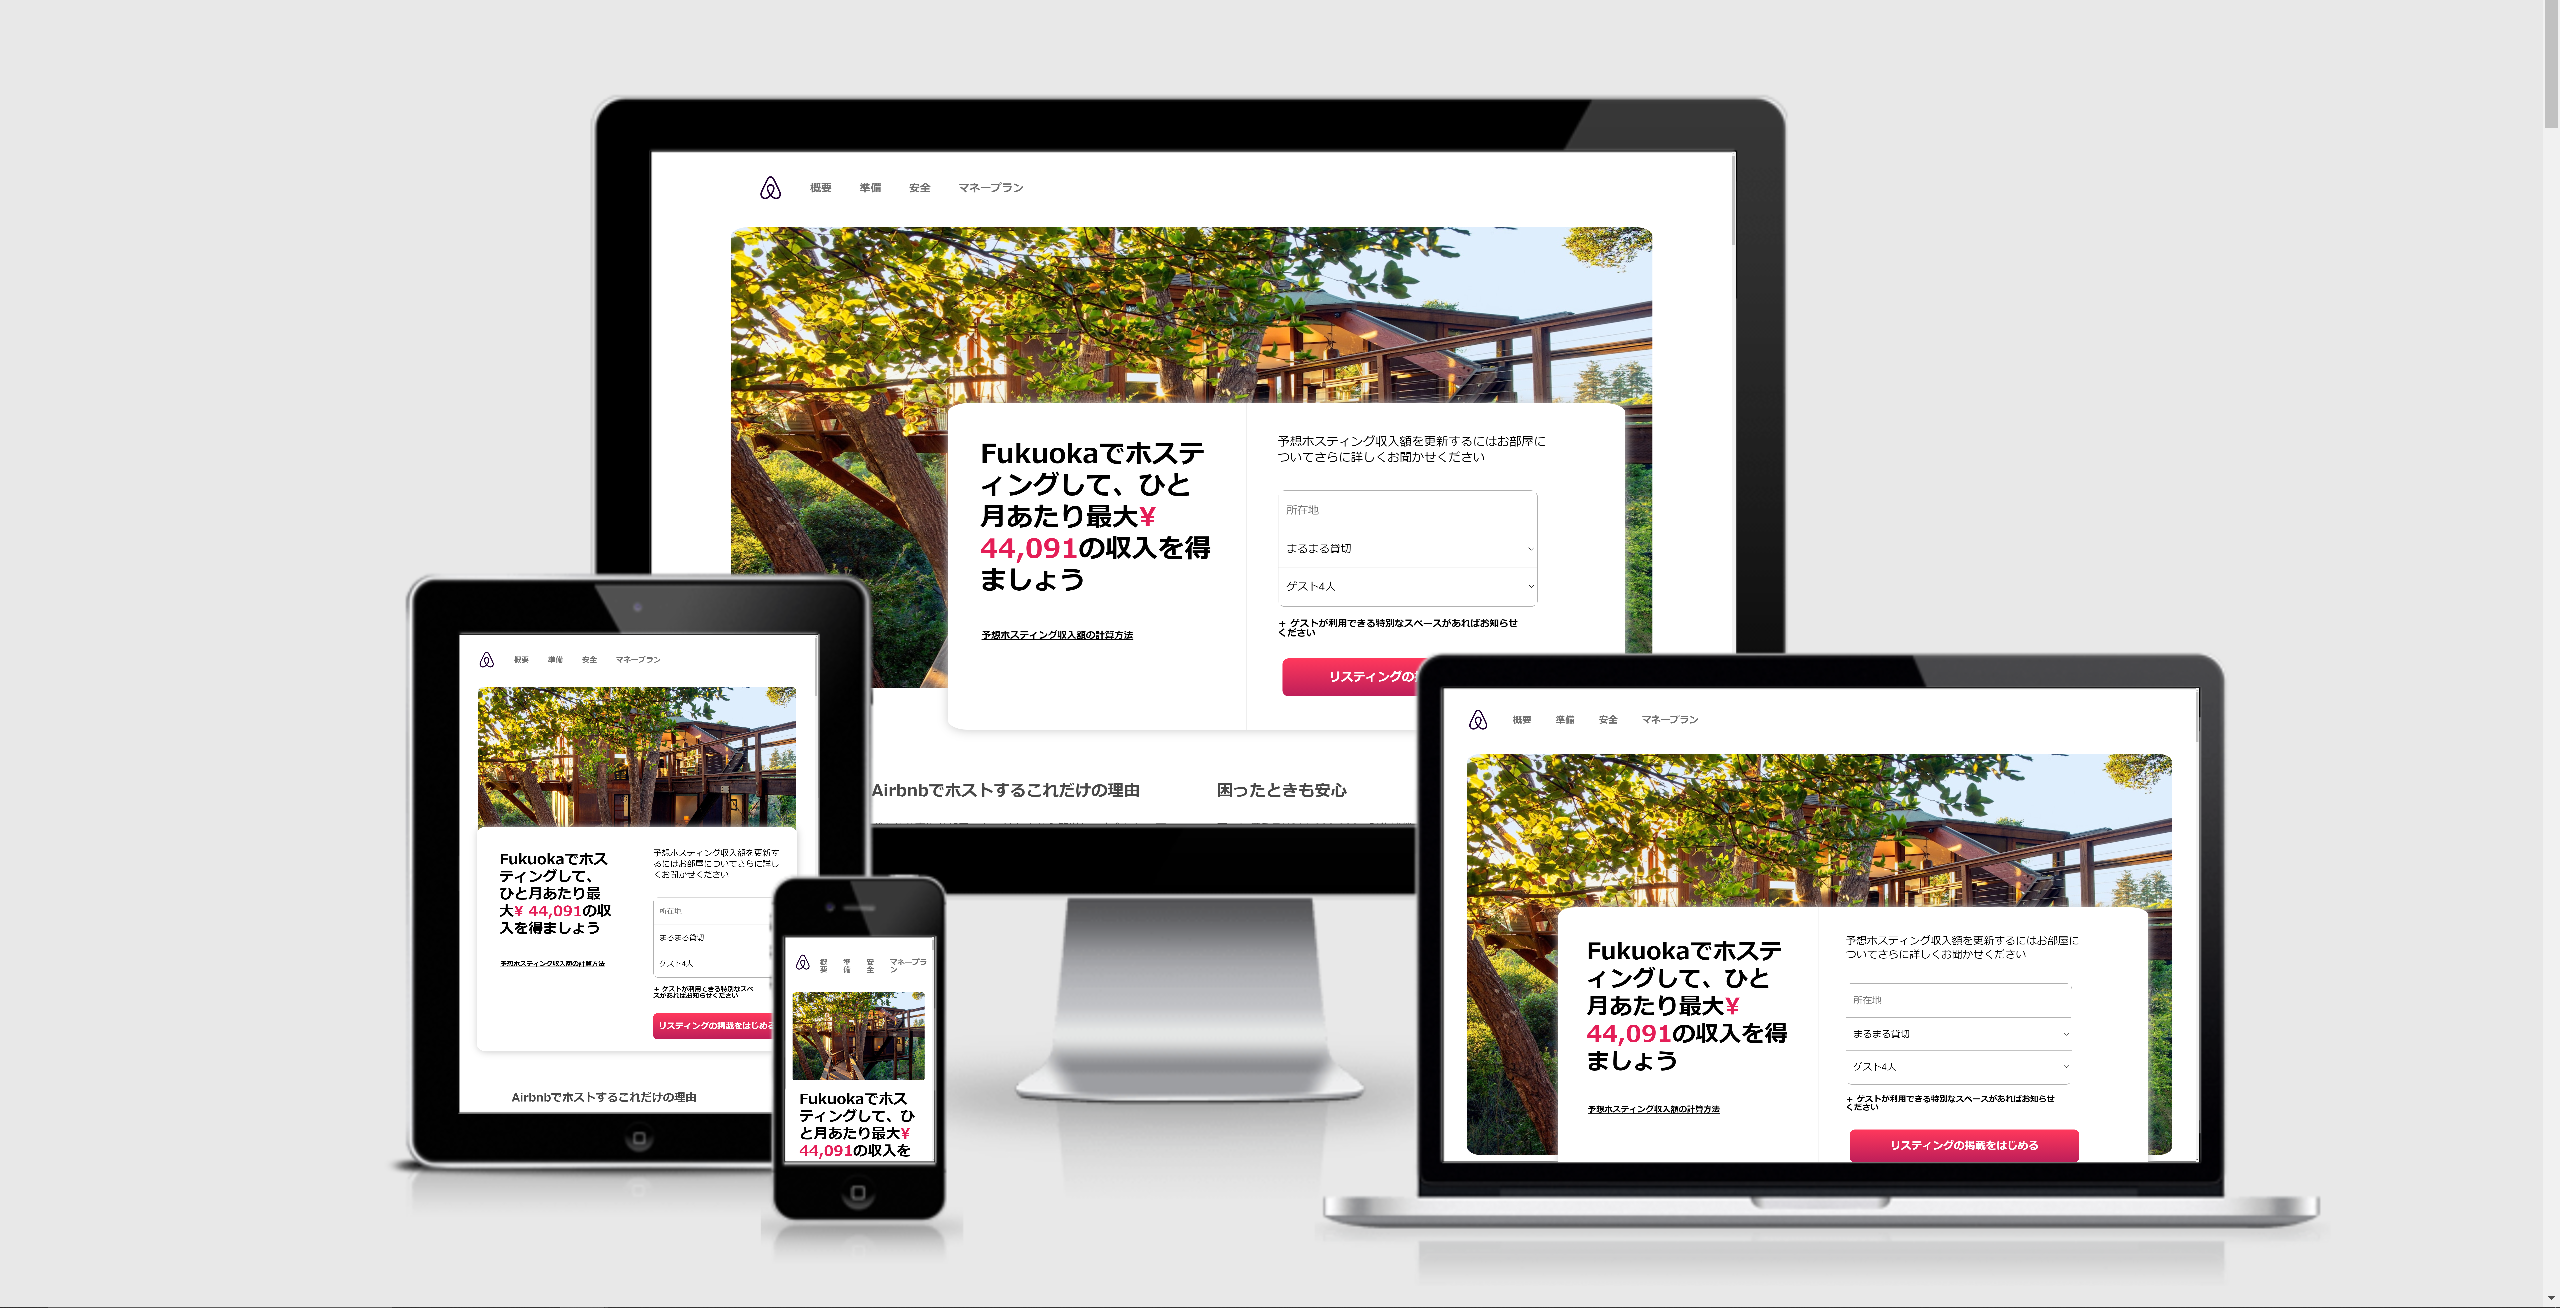 概要 準備 安全 マネープラン
Fukuokaでホステ
ィングして、ひと
月あたり最大¥
44,091の収入を得
ましょう
予想ホスティング収入額の計算方法
予想ホスティング収入額を更新するにはお部屋に
ついてさらに詳しくお聞かせください
所在地
まるまる貸切
ゲスト4人
+ ゲストが利用できる特別なスペースがあればお知らせ
ください
リスティングの
Airbnbでホストするこれだけの理由
困ったときも安心
概要 準備 安全 マネープラン
Fukuokaでホス
ティングして、
ひと月あたり最
大¥ 44,091の収
入を得ましょう
予想ホスティング収入額の計算方法
予想ホスティング収入額を更新す
るにはお部屋についてさらに詳し
くお聞かせください
所在地
まるまる貸切
ゲスト4人
+ ゲストが利用できる特別なスペ
スがあればお知らせください
リスティングの掲載をはじめる
Airbnbでホストするこれだけの理由
概
要
準
備
安
全
マネープラ
ン
Fukuokaでホス
ティングして、ひ
と月あたり最大¥
44,091の収入を
概要 準備 安全 マネープラン
Fukuokaでホステ
ィングして、ひと
月あたり最大¥
44,091の収入を得
ましょう
予想ホスティング収入額の計算方法
予想ホスティング収入額を更新するにはお部屋に
ついてさらに詳しくお聞かせください
所在地
まるまる貸切
ゲスト4人
+ ゲストが利用できる特別なスペースがあればお知らせ
ください
リスティングの掲載をはじめる